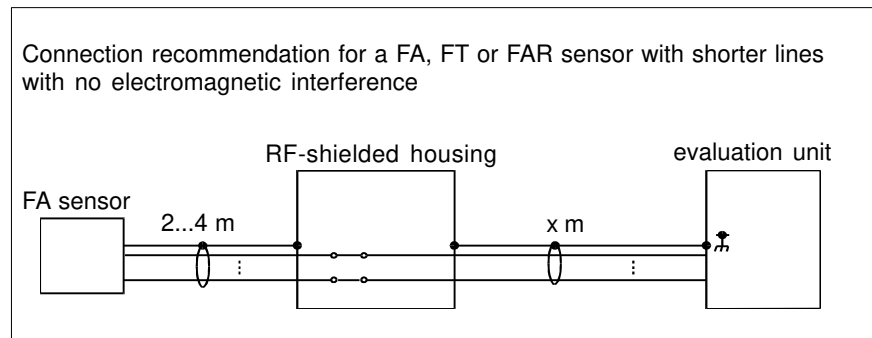 Connection recommendation for a FA, FT or FAR sensor with shorter lines
with no electromagnetic interference
RF-shielded housing
evaluation unit
FA sensor
2...4 m
x m